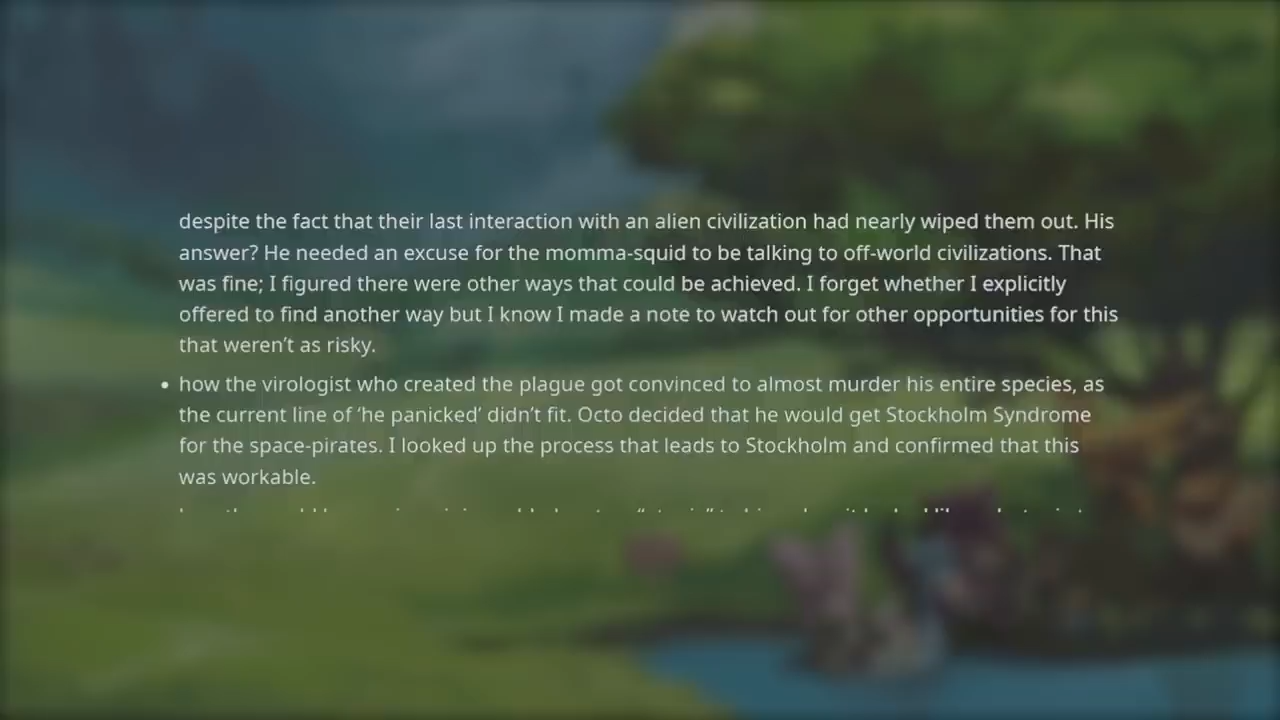 despite the fact that their last interaction with an alien civilization had nearly wiped them out. His
answer? He needed an excuse for the momma-squid to be talking to off-world civilizations. That
was fine; I figured there were other ways that could be achieved. I forget whether I explicitly
offered to find another way but I know I made a note to watch out for other opportunities for this
that weren’t as risky.
• how the virologist who created the plague got convinced to almost murder his entire species, as
the current line of ‘he panicked’ didn’t fit. Octo decided that he would get Stockholm Syndrome
for the space-pirates. I looked up the process that leads to Stockholm and confirmed that this
was workable.